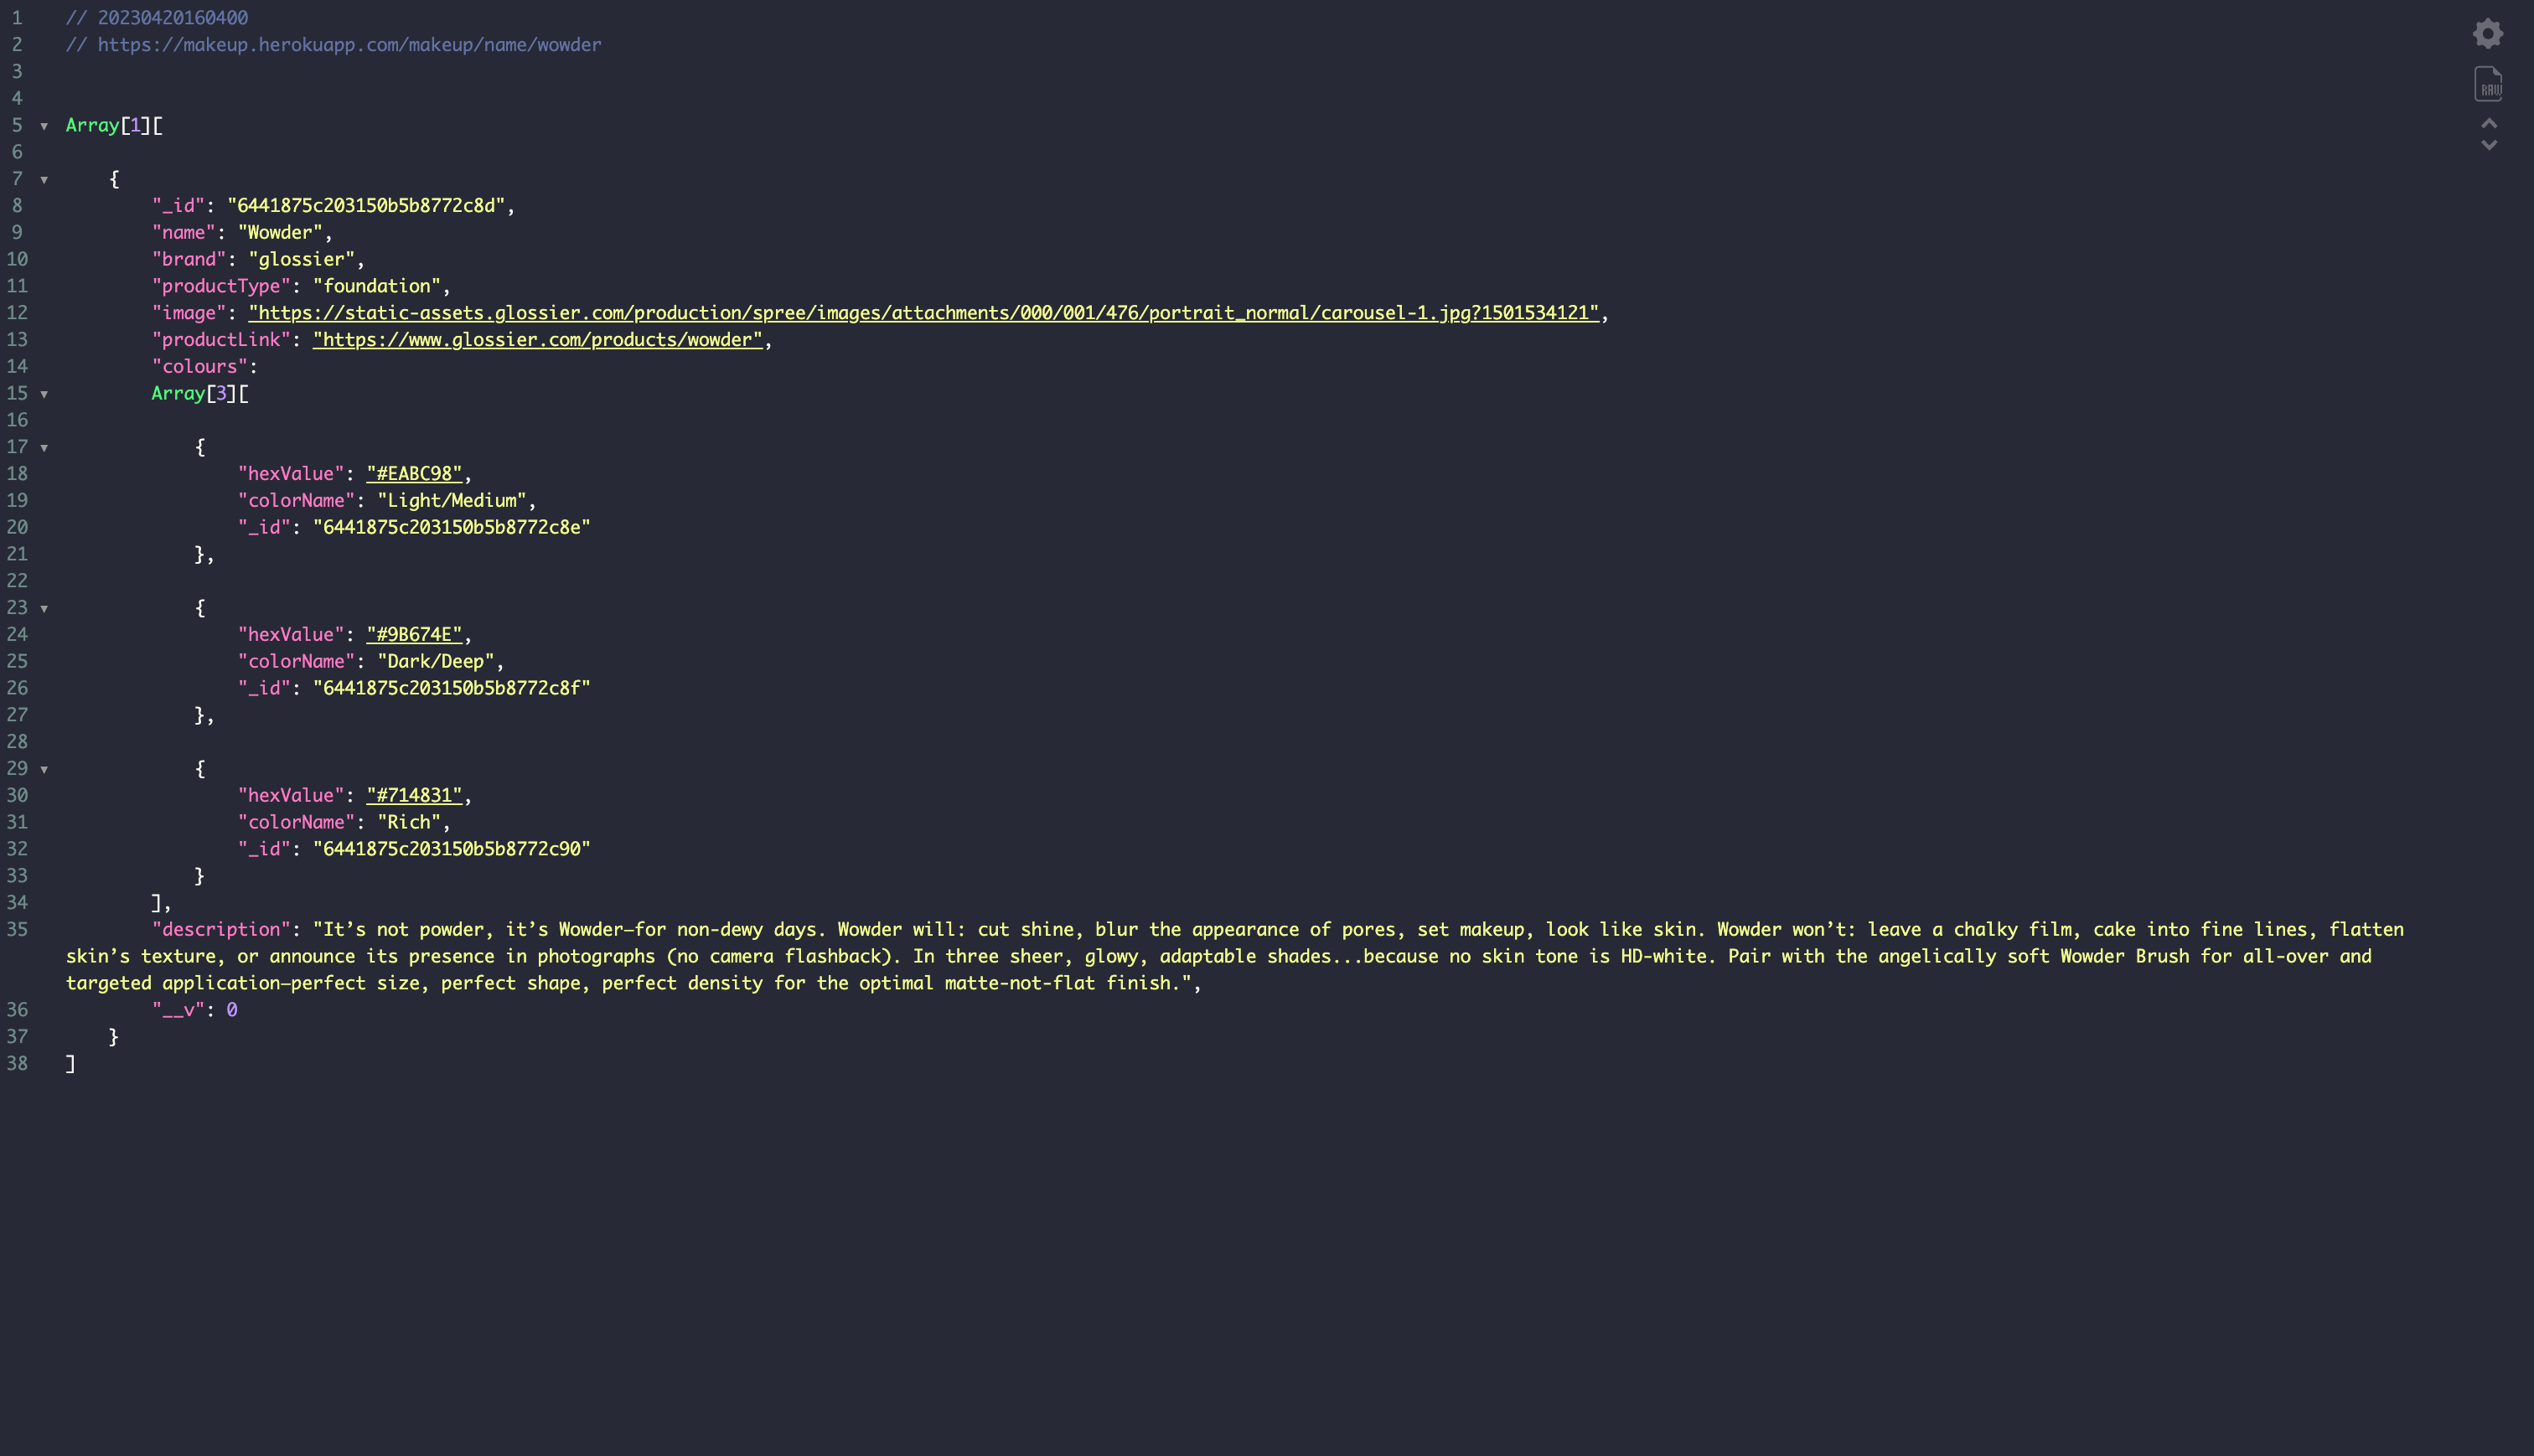 1 // 20230420160400
2 // https://makeup.herokuapp.com/makeup/name/wowder
3
4
5 Array[1][
6
7 {
8 "_id": "6441875c203150b5b8772c8d",
9 "name": "Wowder",
10 "brand": "glossier",
11 "productType": "foundation",
12 "image": "https://static-assets.glossier.com/production/spree/images/attachments/000/001/476/portrait_normal/carousel-1.jpg?1501534121",
13 "productLink": "https://www.glossier.com/products/wowder",
14 "colours":
15 Array[3][
16
17 {
18 "hexValue": "#EABC98",
19 "colorName": "Light/Medium",
20 "_id": "6441875c203150b5b8772c8e"
21 },
22
23 {
24 "hexValue": "#9B674E",
25 "colorName": "Dark/Deep",
26 "_id": "6441875c203150b5b8772c8f"
27 },
28
29 {
30 "hexValue": "#714831",
31 "colorName": "Rich",
32 "_id": "6441875c203150b5b8772c90"
33 }
34 ],
35 "description": "It’s not powder, it’s Wowder—for non-dewy days. Wowder will: cut shine, blur the appearance of pores, set makeup, look like skin. Wowder won’t: leave a chalky film, cake into fine lines, flatten
skin’s texture, or announce its presence in photographs (no camera flashback). In three sheer, glowy, adaptable shades...because no skin tone is HD-white. Pair with the angelically soft Wowder Brush for all-over and
targeted application—perfect size, perfect shape, perfect density for the optimal matte-not-flat finish.",
36 "__v": 0
37 }
38 ]
RAW